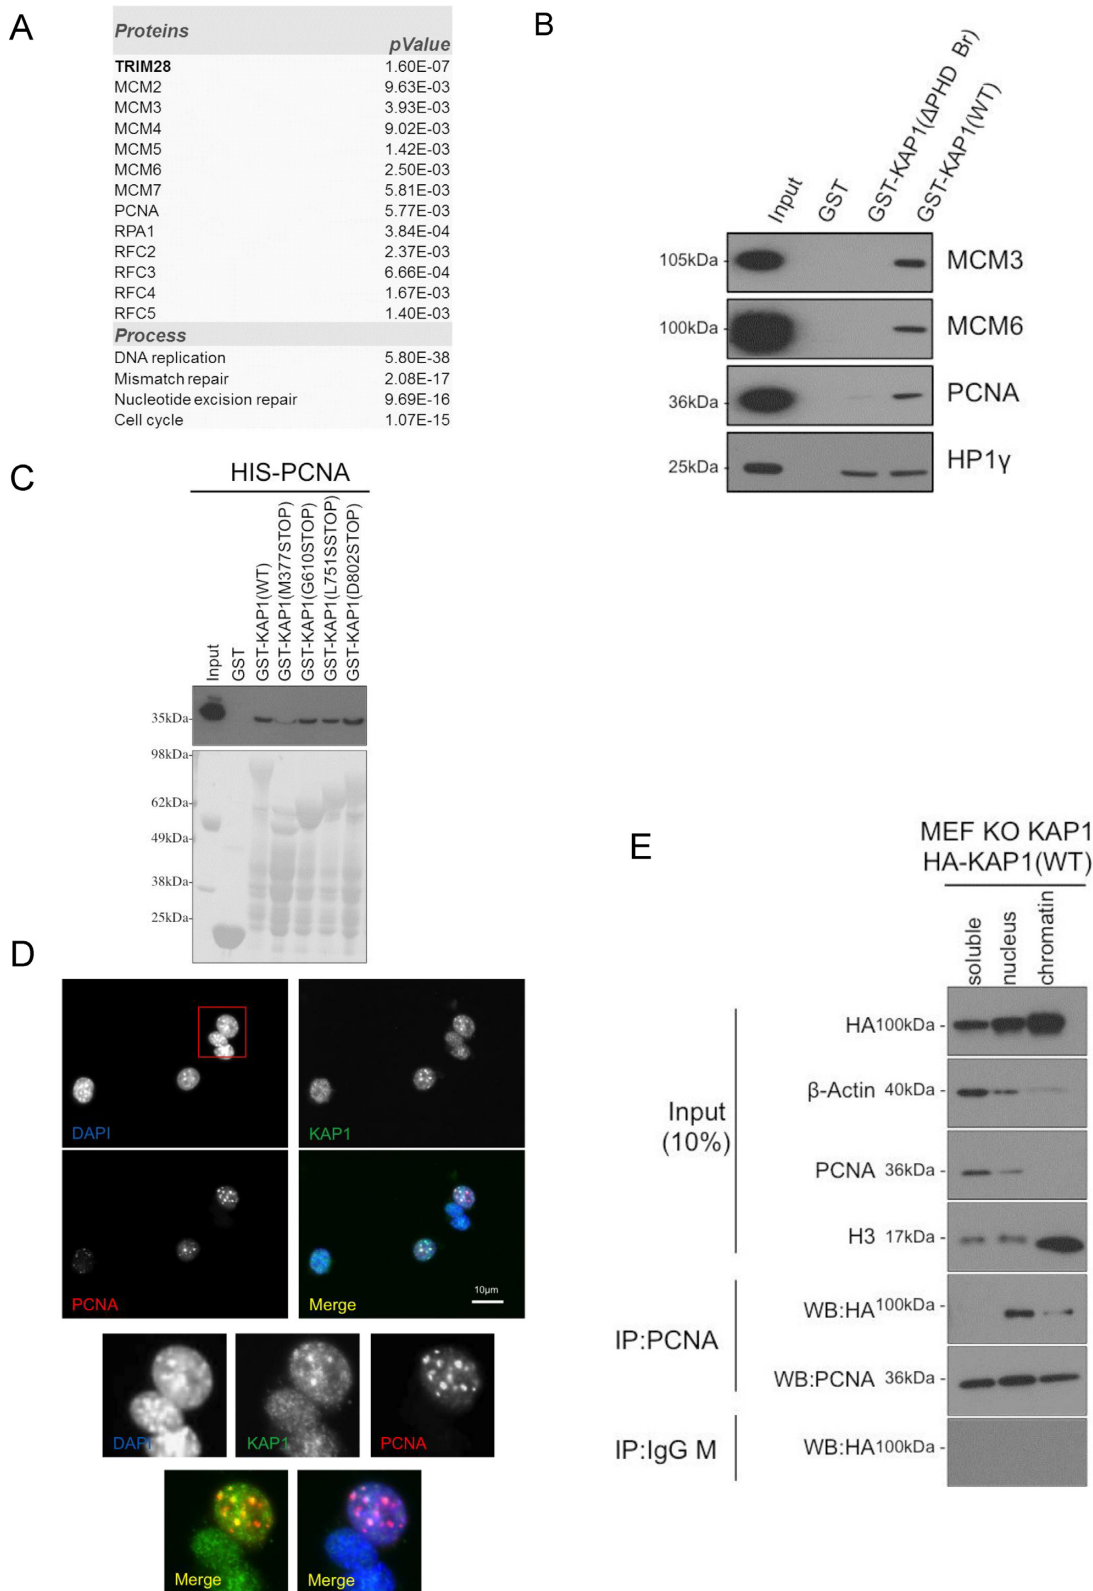 A
Proteins pValue
TRIM28 1.60E-07
MCM2 9.63E-03
MCM3 3.93E-03
MCM4 9.02E-03
MCM5 1.42E-03
MCM6 2.50E-03
MCM7 5.81E-03
PCNA 5.77E-03
RPA1 3.84E-04
RFC2 2.37E-03
RFC3 6.66E-04
RFC4 1.67E-03
RFC5 1.40E-03
Process
DNA replication 5.80E-38
Mismatch repair 2.08E-17
Nucleotide excision repair 9.69E-16
Cell cycle 1.07E-15
B
Input
GST
GST-KAP1(ΔPHD Br)
GST-KAP1(WT)
105kDa - MCM3
100kDa - MCM6
36kDa - PCNA
25kDa - HP1γ
C
HIS-PCNA
Input
GST
GST-KAP1(WT)
GST-KAP1(M377STOP)
GST-KAP1(G610STOP)
GST-KAP1(L751SSTOP)
GST-KAP1(D802STOP)
35kDa-
98kDa-
62kDa-
49kDa-
38kDa-
25kDa-
D
DAPI
KAP1
PCNA
Merge
10µm
DAPI
KAP1
PCNA
Merge
Merge
E
MEF KO KAP1
HA-KAP1(WT)
soluble
nucleus
chromatin
Input
(10%)
HA 100kDa -
β-Actin 40kDa -
PCNA 36kDa -
H3 17kDa -
IP:PCNA
WB:HA 100kDa -
WB:PCNA 36kDa -
IP:IgG M
WB:HA 100kDa -